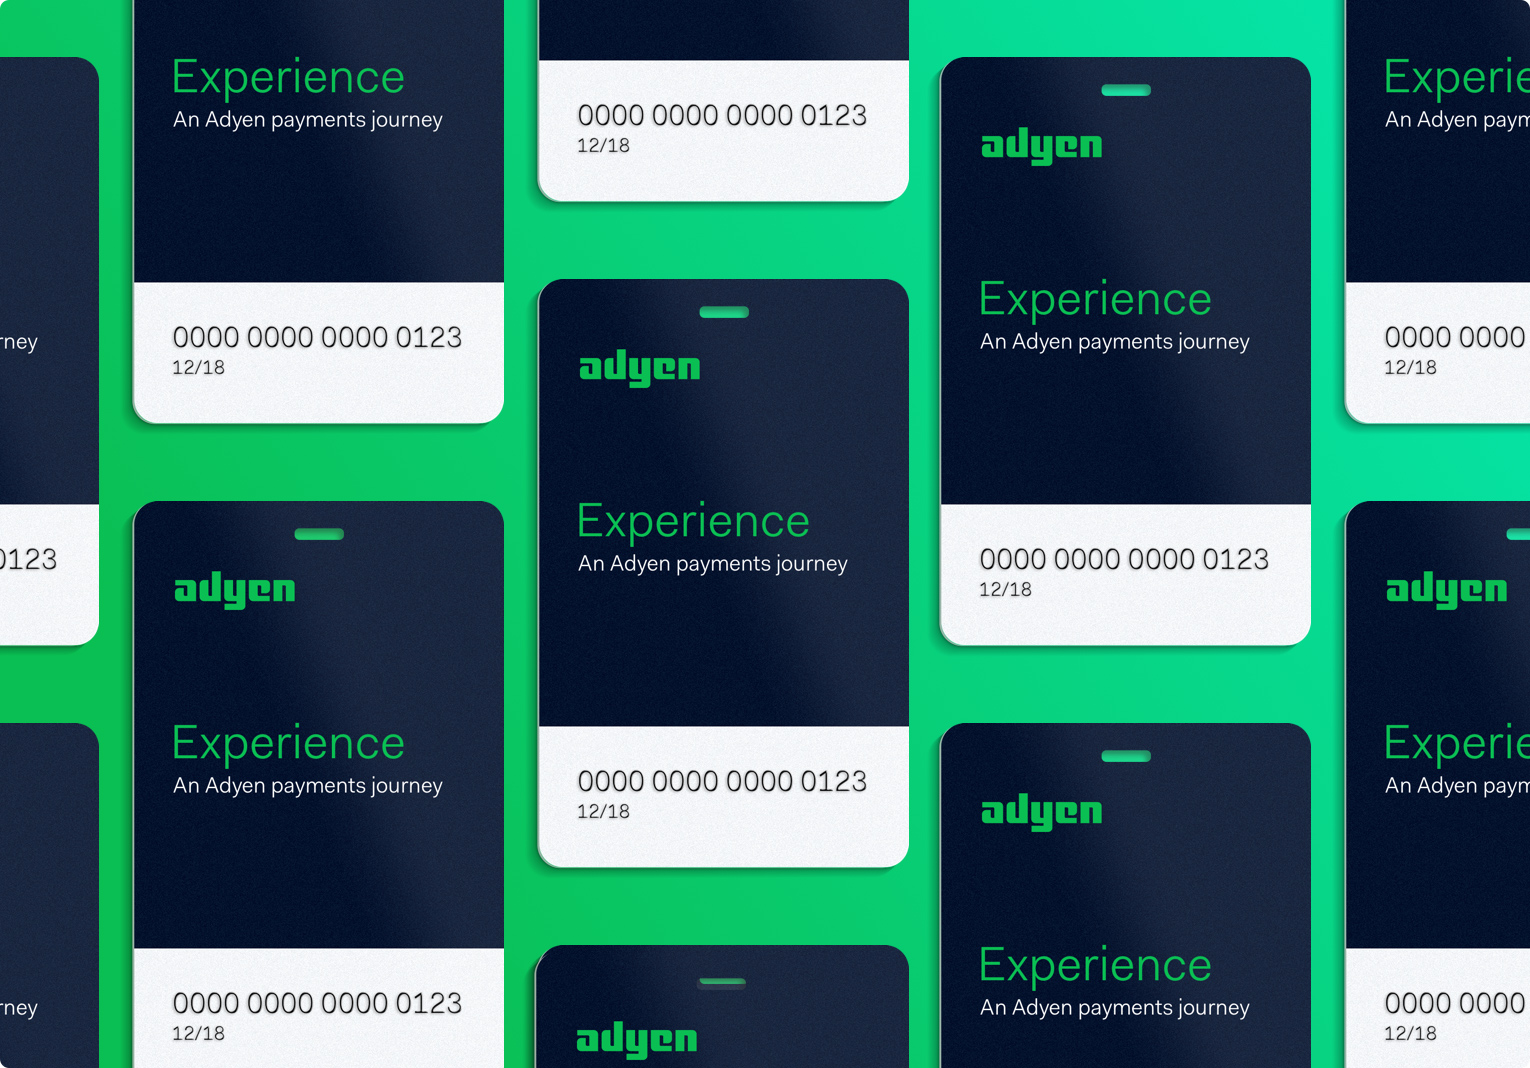 rney
0123
rney
Experience
An Adyen payments journey
0000 0000 0000 0123
12/18
adyen
Experience
An Adyen payments journey
0000 0000 0000 0123
12/18
0000 0000 0000 0123
12/18
adyen
Experience
An Adyen payments journey
0000 0000 0000 0123
12/18
adyen
adyen
Experience
An Adyen payments journey
0000 0000 0000 0123
12/18
adyen
Experience
An Adyen payments journey
Experie
An Adyen paym
0000 0000
12/18
adyen
Experie
An Adyen paym
0000 0000
12/18